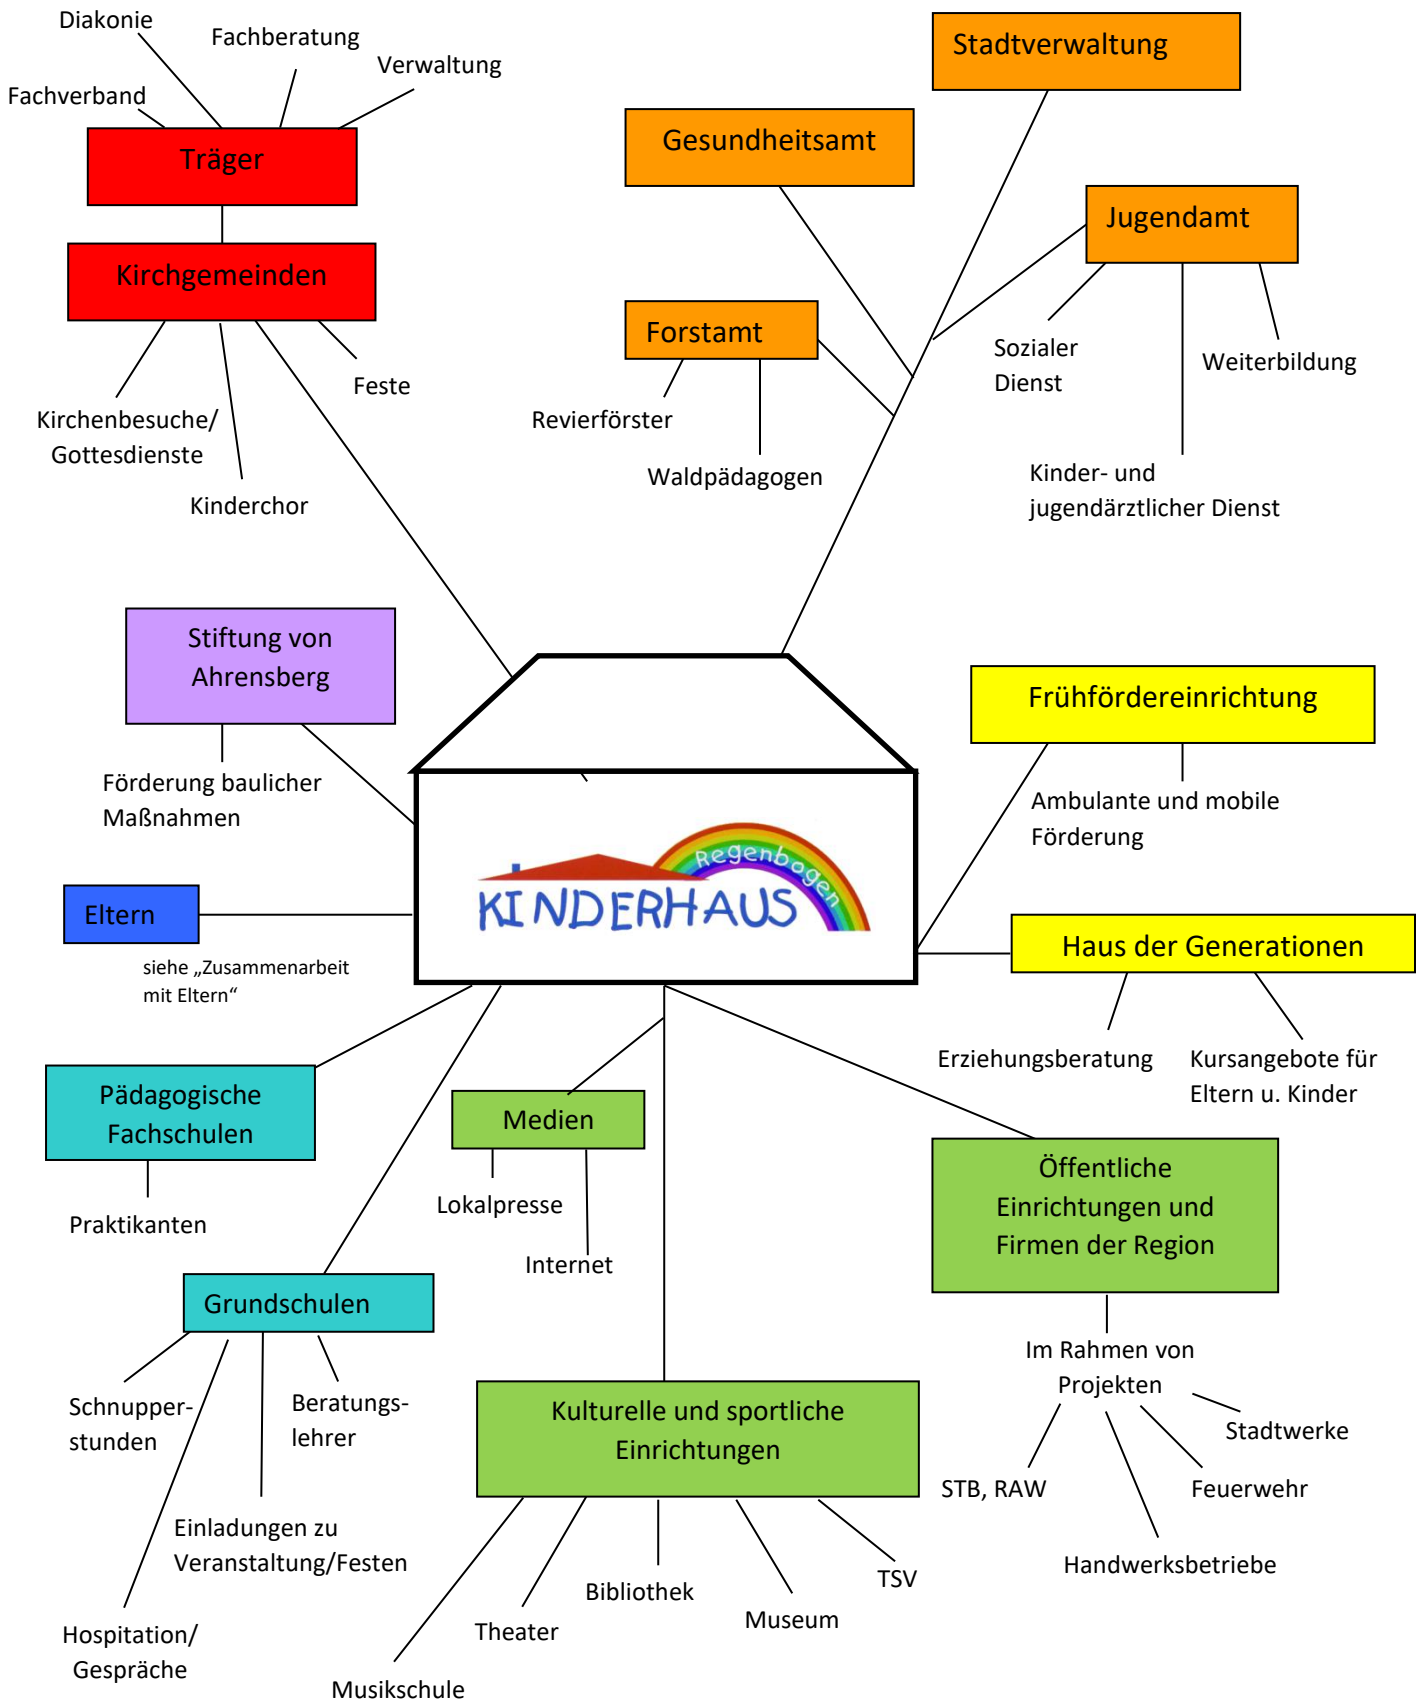 Diakonie
Fachberatung
Verwaltung
Fachverband
Träger
Kirchgemeinden
Feste
Kirchenbesuche/
Gottesdienste
Kinderchor
Stadtverwaltung
Gesundheitsamt
Jugendamt
Forstamt
Sozialer
Dienst
Weiterbildung
Revierförster
Waldpädagogen
Kinder- und
jugendärztlicher Dienst
Stiftung von
Ahrensberg
Förderung baulicher
Maßnahmen
Frühfördereinrichtung
Ambulante und mobile
Förderung
Regenbogen
KINDERHAUS
Eltern
siehe „Zusammenarbeit
mit Eltern“
Haus der Generationen
Erziehungsberatung
Kursangebote für
Eltern u. Kinder
Pädagogische
Fachschulen
Praktikanten
Medien
Lokalpresse
Internet
Öffentliche
Einrichtungen und
Firmen der Region
Grundschulen
Schnupper-
stunden
Beratungs-
lehrer
Einladungen zu
Veranstaltung/Festen
Hospitation/
Gespräche
Kulturelle und sportliche
Einrichtungen
Musikschule
Theater
Bibliothek
Museum
TSV
Im Rahmen von
Projekten
Stadtwerke
STB, RAW
Feuerwehr
Handwerksbetriebe